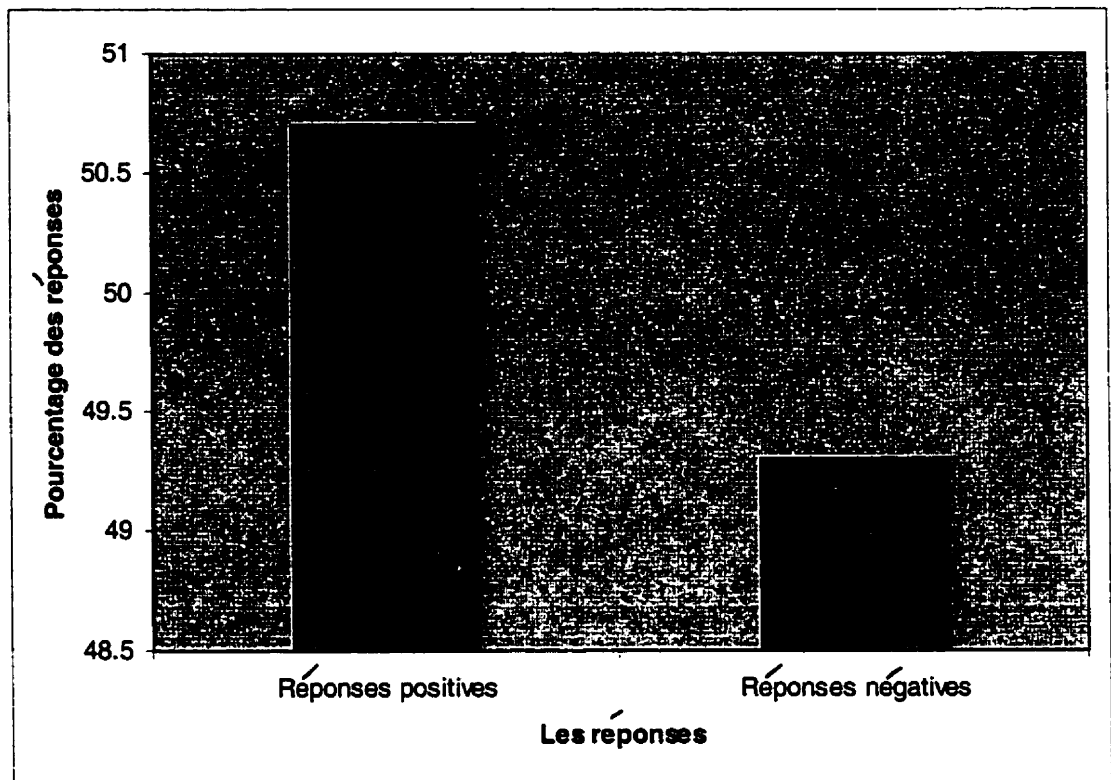 51
50.5
50
49.5
49
48.5
Pourcentage des réponses
Réponses positives
Réponses négatives
Les réponses